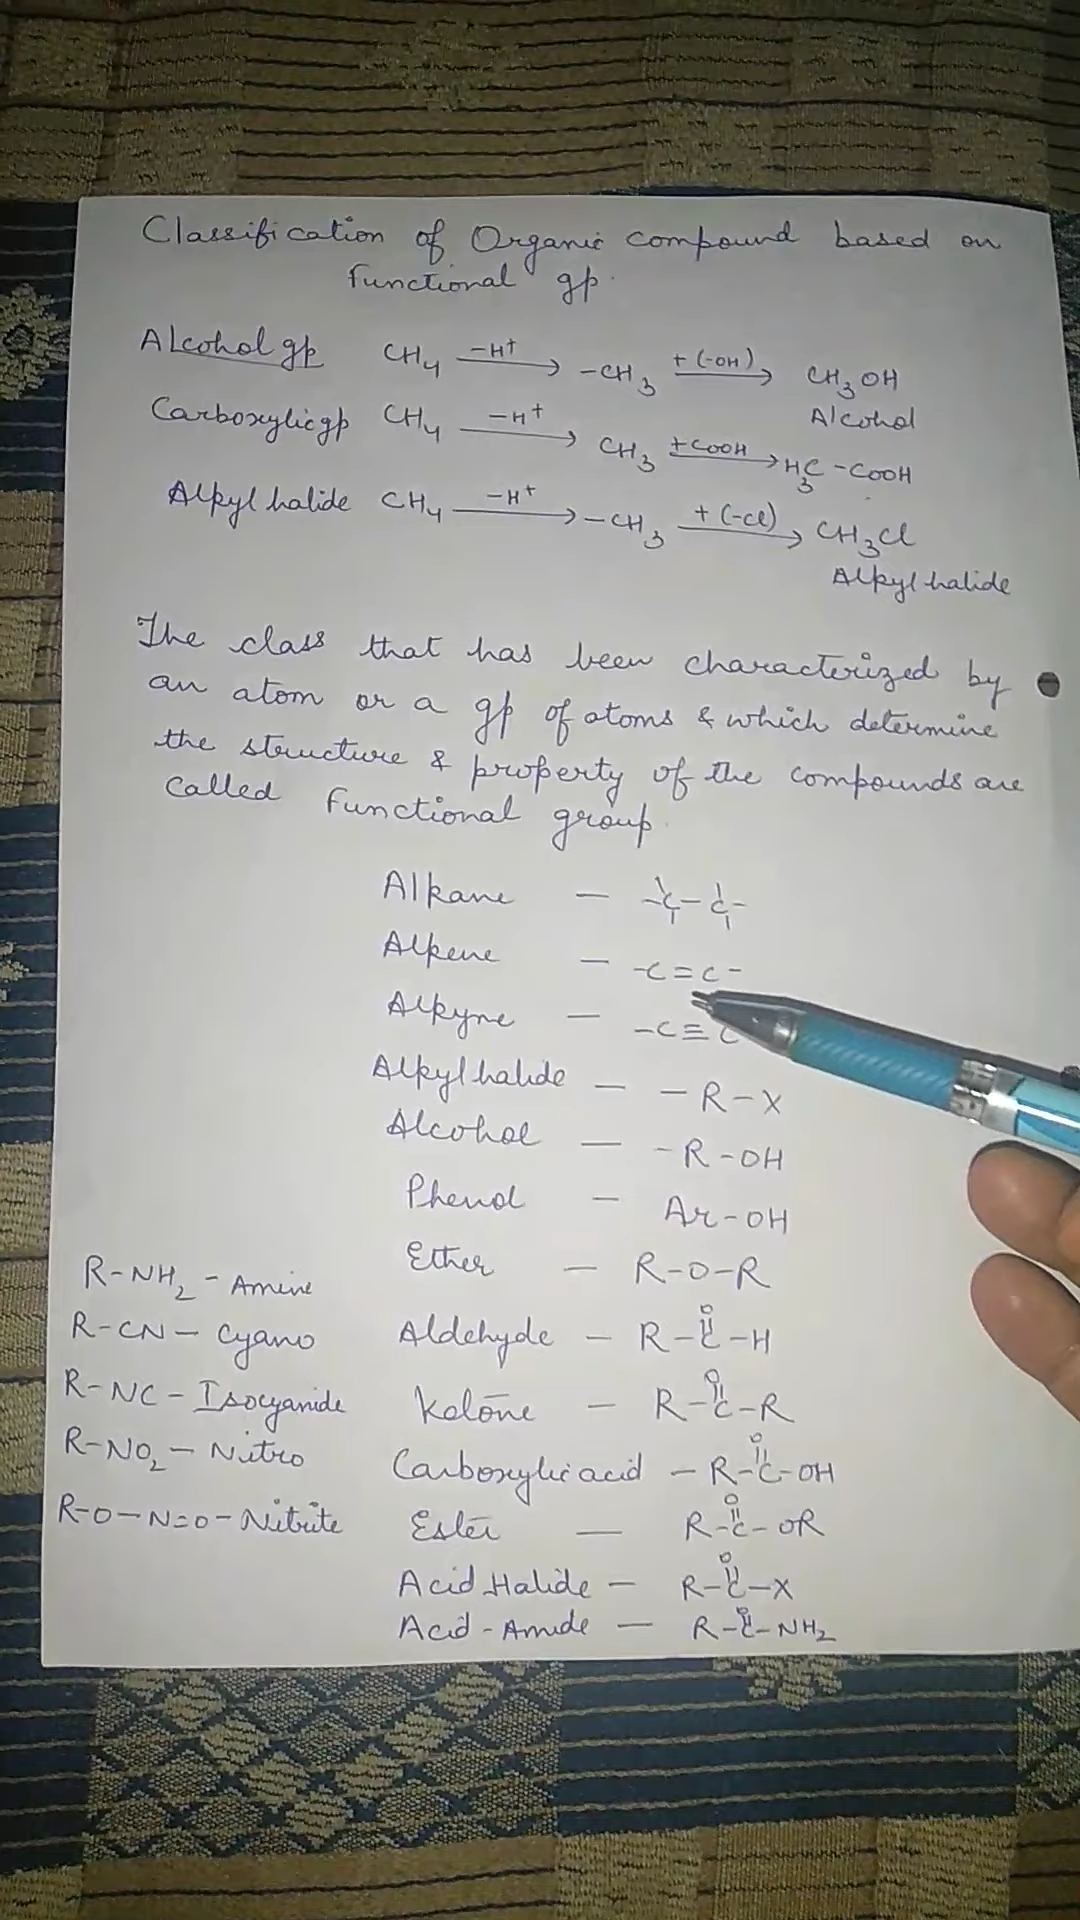 Classification of Organic compound based on
functional gp.
Alcohol gp CH4 -H+ → -CH3 +(-OH) → CH3OH
Alcohol
Carboxylic gp CH4 -H+ → CH3 +COOH → H3C-COOH
Alkyl halide CH4 -H+ → -CH3 +(-Cl) → CH3Cl
Alkyl halide
The class that has been characterized by
an atom or a gp of atoms & which determine
the structure & property of the compounds are
called functional group.
Alkane — -C-C-
Alkene — -C=C-
Alkyne — -C≡C
Alkyl halide — -R-X
Alcohol — -R-OH
Phenol — Ar-OH
Ether — R-O-R
Aldehyde — R-C(=O)-H
Ketone — R-C(=O)-R
Carboxylic acid — R-C(=O)-OH
Ester — R-C(=O)-OR
Acid Halide — R-C(=O)-X
Acid-Amide — R-C(=O)-NH2
R-NH2 - Amine
R-CN - Cyano
R-NC - Isocyanide
R-NO2 - Nitro
R-O-N=O - Nitrite